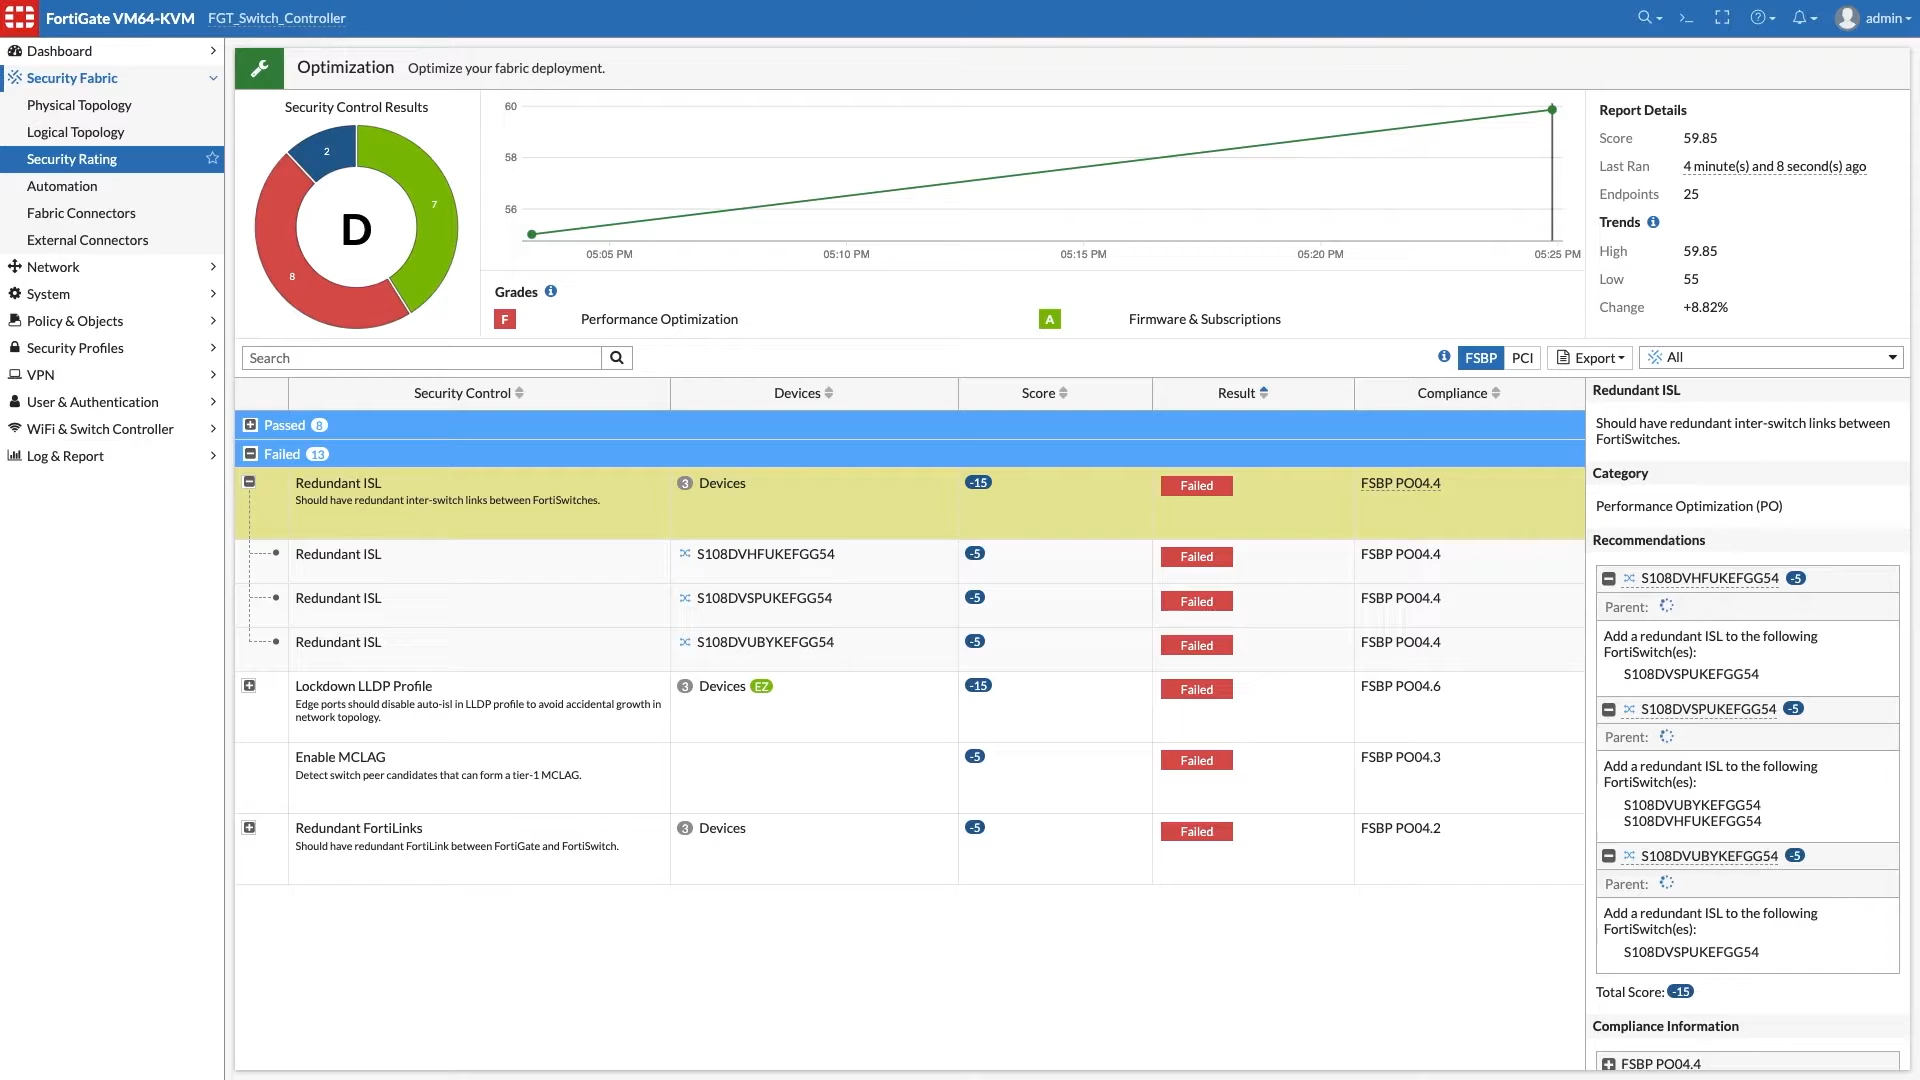 FortiGate VM64-KVM FGT_Switch_Controller
admin
Dashboard
Security Fabric
Physical Topology
Logical Topology
Security Rating
Automation
Fabric Connectors
External Connectors
Network
System
Policy & Objects
Security Profiles
VPN
User & Authentication
WiFi & Switch Controller
Log & Report
Optimization Optimize your fabric deployment.
Security Control Results
2
7
8
D
60
58
56
05:05 PM 05:10 PM 05:15 PM 05:20 PM 05:25 PM
Grades
F Performance Optimization A Firmware & Subscriptions
Report Details
Score 59.85
Last Ran 4 minute(s) and 8 second(s) ago
Endpoints 25
Trends
High 59.85
Low 55
Change +8.82%
Search
FSBP PCI Export All
Security Control Devices Score Result Compliance
Passed 8
Failed 13
Redundant ISL 3 Devices -15 Failed FSBP PO04.4
Should have redundant inter-switch links between FortiSwitches.
Redundant ISL S108DVHFUKEFGG54 -5 Failed FSBP PO04.4
Redundant ISL S108DVSPUKEFGG54 -5 Failed FSBP PO04.4
Redundant ISL S108DVUBYKEFGG54 -5 Failed FSBP PO04.4
Lockdown LLDP Profile 3 Devices EZ -15 Failed FSBP PO04.6
Edge ports should disable auto-isl in LLDP profile to avoid accidental growth in
network topology.
Enable MCLAG -5 Failed FSBP PO04.3
Detect switch peer candidates that can form a tier-1 MCLAG.
Redundant FortiLinks 3 Devices -5 Failed FSBP PO04.2
Should have redundant FortiLink between FortiGate and FortiSwitch.
Redundant ISL
Should have redundant inter-switch links between
FortiSwitches.
Category
Performance Optimization (PO)
Recommendations
S108DVHFUKEFGG54 -5
Parent:
Add a redundant ISL to the following
FortiSwitch(es):
S108DVSPUKEFGG54
S108DVSPUKEFGG54 -5
Parent:
Add a redundant ISL to the following
FortiSwitch(es):
S108DVUBYKEFGG54
S108DVHFUKEFGG54
S108DVUBYKEFGG54 -5
Parent:
Add a redundant ISL to the following
FortiSwitch(es):
S108DVSPUKEFGG54
Total Score: -15
Compliance Information
FSBP PO04.4